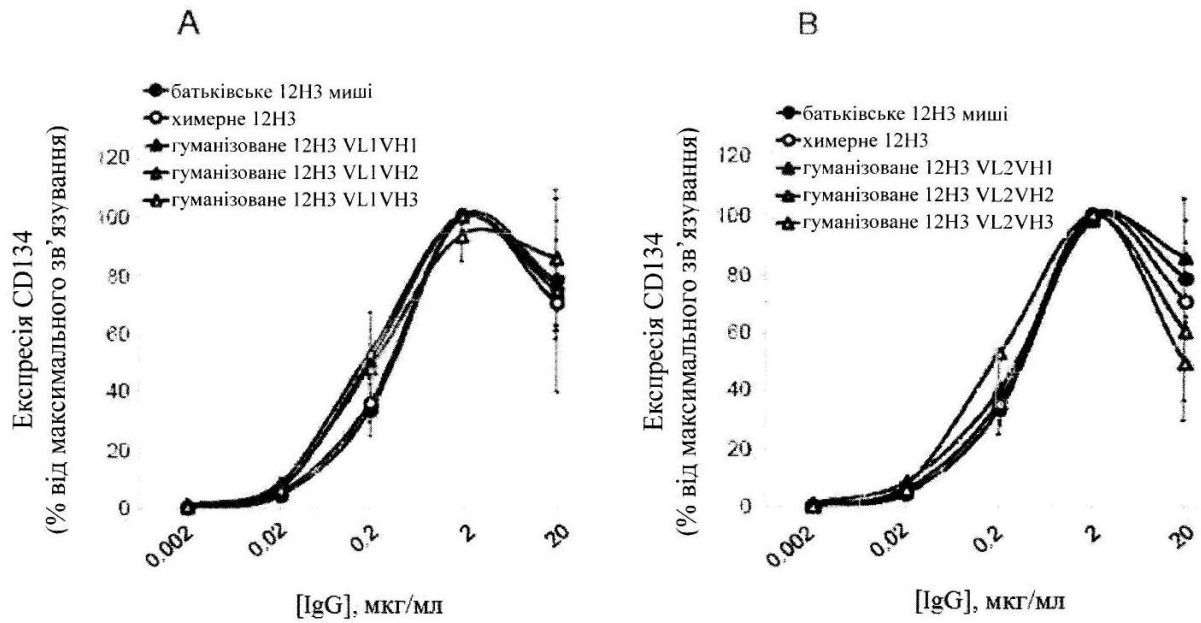 A
батьківське 12H3 миші
химерне 12H3
гуманізоване 12H3 VL1VH1
гуманізоване 12H3 VL1VH2
гуманізоване 12H3 VL1VH3
Експресія CD134
(% від максимального зв’язування)
120
100
80
60
40
20
0
0,002
0,02
0,2
2
20
[IgG], мкг/мл
B
батьківське 12H3 миші
химерне 12H3
гуманізоване 12H3 VL2VH1
гуманізоване 12H3 VL2VH2
гуманізоване 12H3 VL2VH3
Експресія CD134
(% від максимального зв’язування)
120
100
80
60
40
20
0
0,002
0,02
0,2
2
20
[IgG], мкг/мл